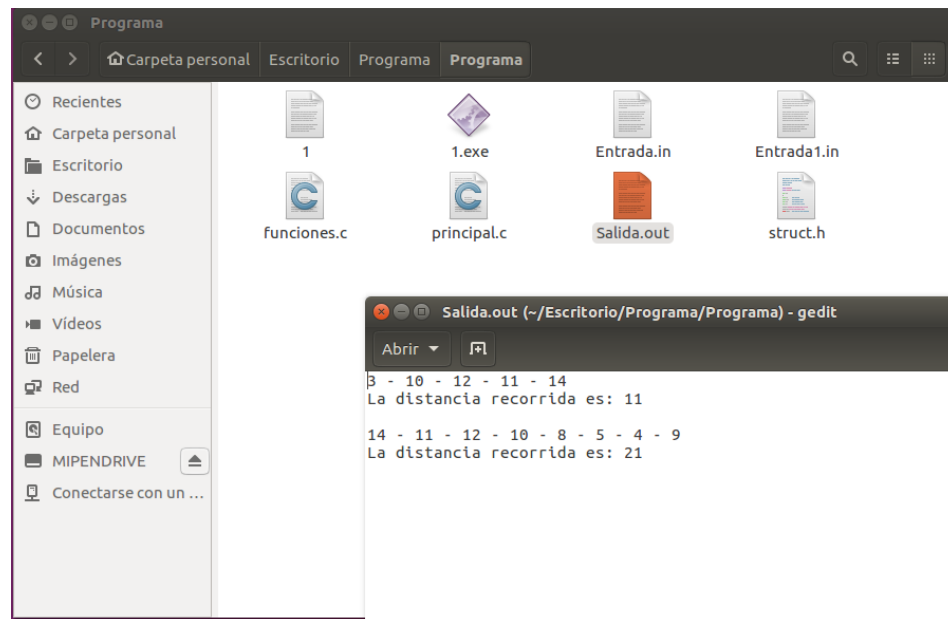 Programa
Carpeta personal Escritorio Programa Programa
Recientes
Carpeta personal
Escritorio
Descargas
Documentos
Imágenes
Música
Vídeos
Papelera
Red
Equipo
MIPENDRIVE
Conectarse con un ...
1 1.exe Entrada.in Entrada1.in
funciones.c principal.c Salida.out struct.h
Salida.out (~/Escritorio/Programa/Programa) - gedit
Abrir
3 - 10 - 12 - 11 - 14
La distancia recorrida es: 11
14 - 11 - 12 - 10 - 8 - 5 - 4 - 9
La distancia recorrida es: 21